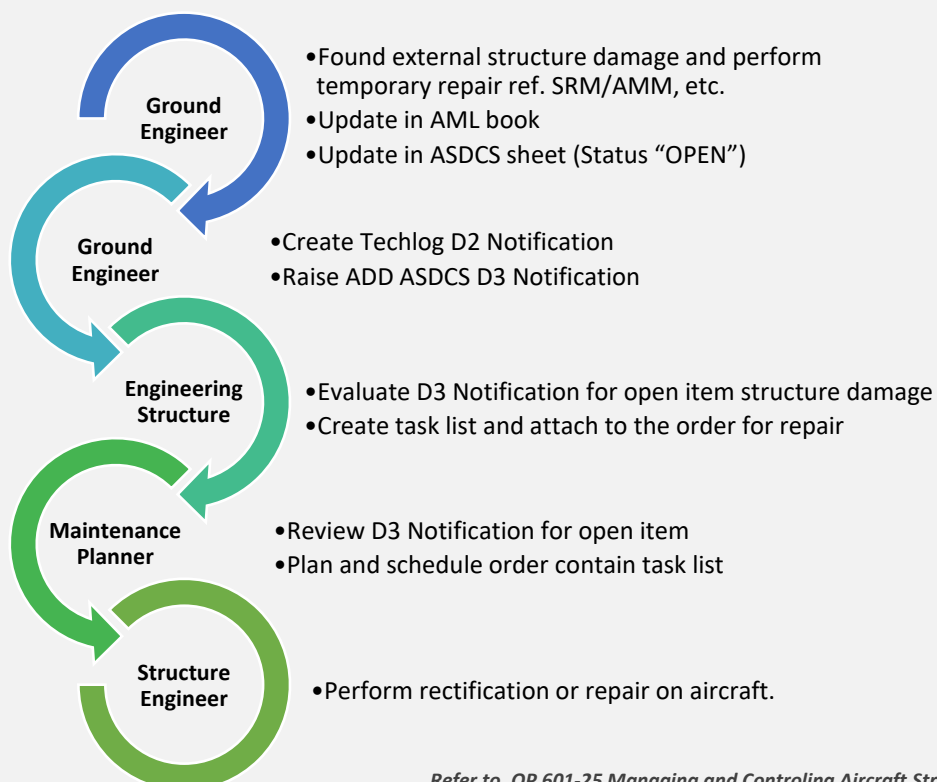 Ground
Engineer
•Found external structure damage and perform
temporary repair ref. SRM/AMM, etc.
•Update in AML book
•Update in ASDCS sheet (Status “OPEN”)
Ground
Engineer
•Create Techlog D2 Notification
•Raise ADD ASDCS D3 Notification
Engineering
Structure
•Evaluate D3 Notification for open item structure damage
•Create task list and attach to the order for repair
Maintenance
Planner
•Review D3 Notification for open item
•Plan and schedule order contain task list
Structure
Engineer
•Perform rectification or repair on aircraft.
Refer to OP 601-25 Managing and Controling Aircraft